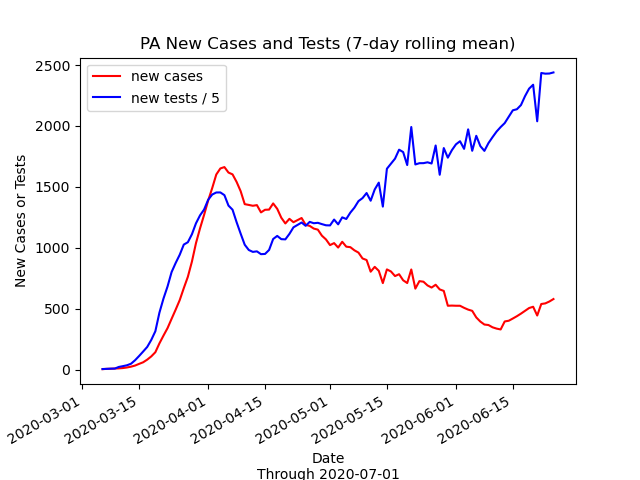 PA New Cases and Tests (7-day rolling mean)
new cases
new tests / 5
New Cases or Tests
2500
2000
1500
1000
500
0
2020-03-01
2020-03-15
2020-04-01
2020-04-15
2020-05-01
2020-05-15
2020-06-01
2020-06-15
Date
Through 2020-07-01